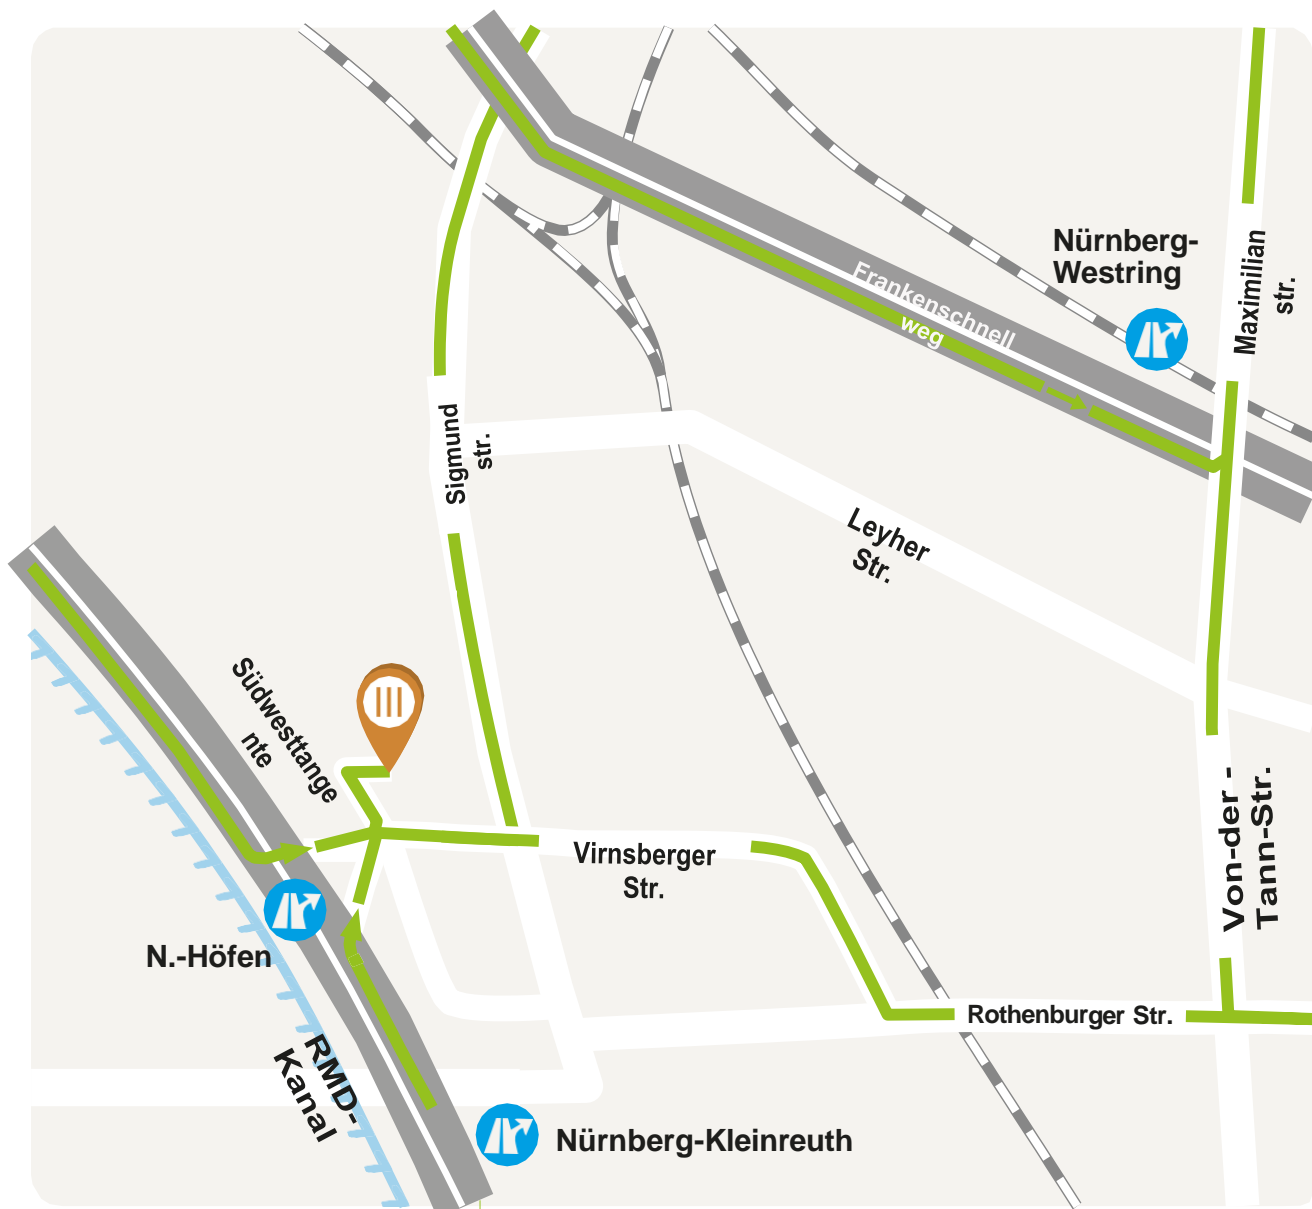 Nürnberg-
Westring
Maximilian
str.
Frankenschnell
weg
Sigmund
str.
Leyher
Str.
Südwesttange
nte
Virnsberger
Str.
Von-der -
Tann-Str.
N.-Höfen
Rothenburger Str.
RMD-
Kanal
Nürnberg-Kleinreuth